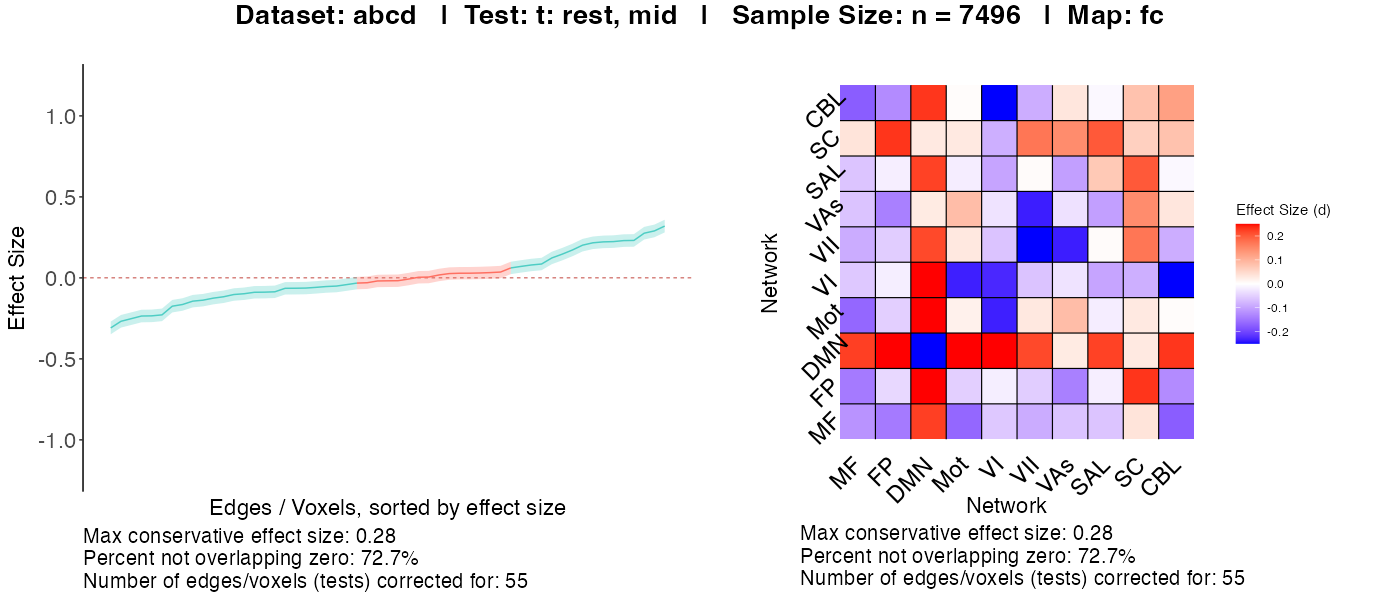 Dataset: abcd   |   Test: t: rest, mid   |   Sample Size: n = 7496   |   Map: fc
Effect Size
1.0
0.5
0.0
-0.5
-1.0
Edges / Voxels, sorted by effect size
Max conservative effect size: 0.28
Percent not overlapping zero: 72.7%
Number of edges/voxels (tests) corrected for: 55
Network
CBL
SC
SAL
VAs
VII
VI
Mot
DMN
FP
MF
MF
FP
DMN
Mot
VI
VII
VAs
SAL
SC
CBL
Network
Effect Size (d)
0.2
0.1
0.0
-0.1
-0.2
Max conservative effect size: 0.28
Percent not overlapping zero: 72.7%
Number of edges/voxels (tests) corrected for: 55